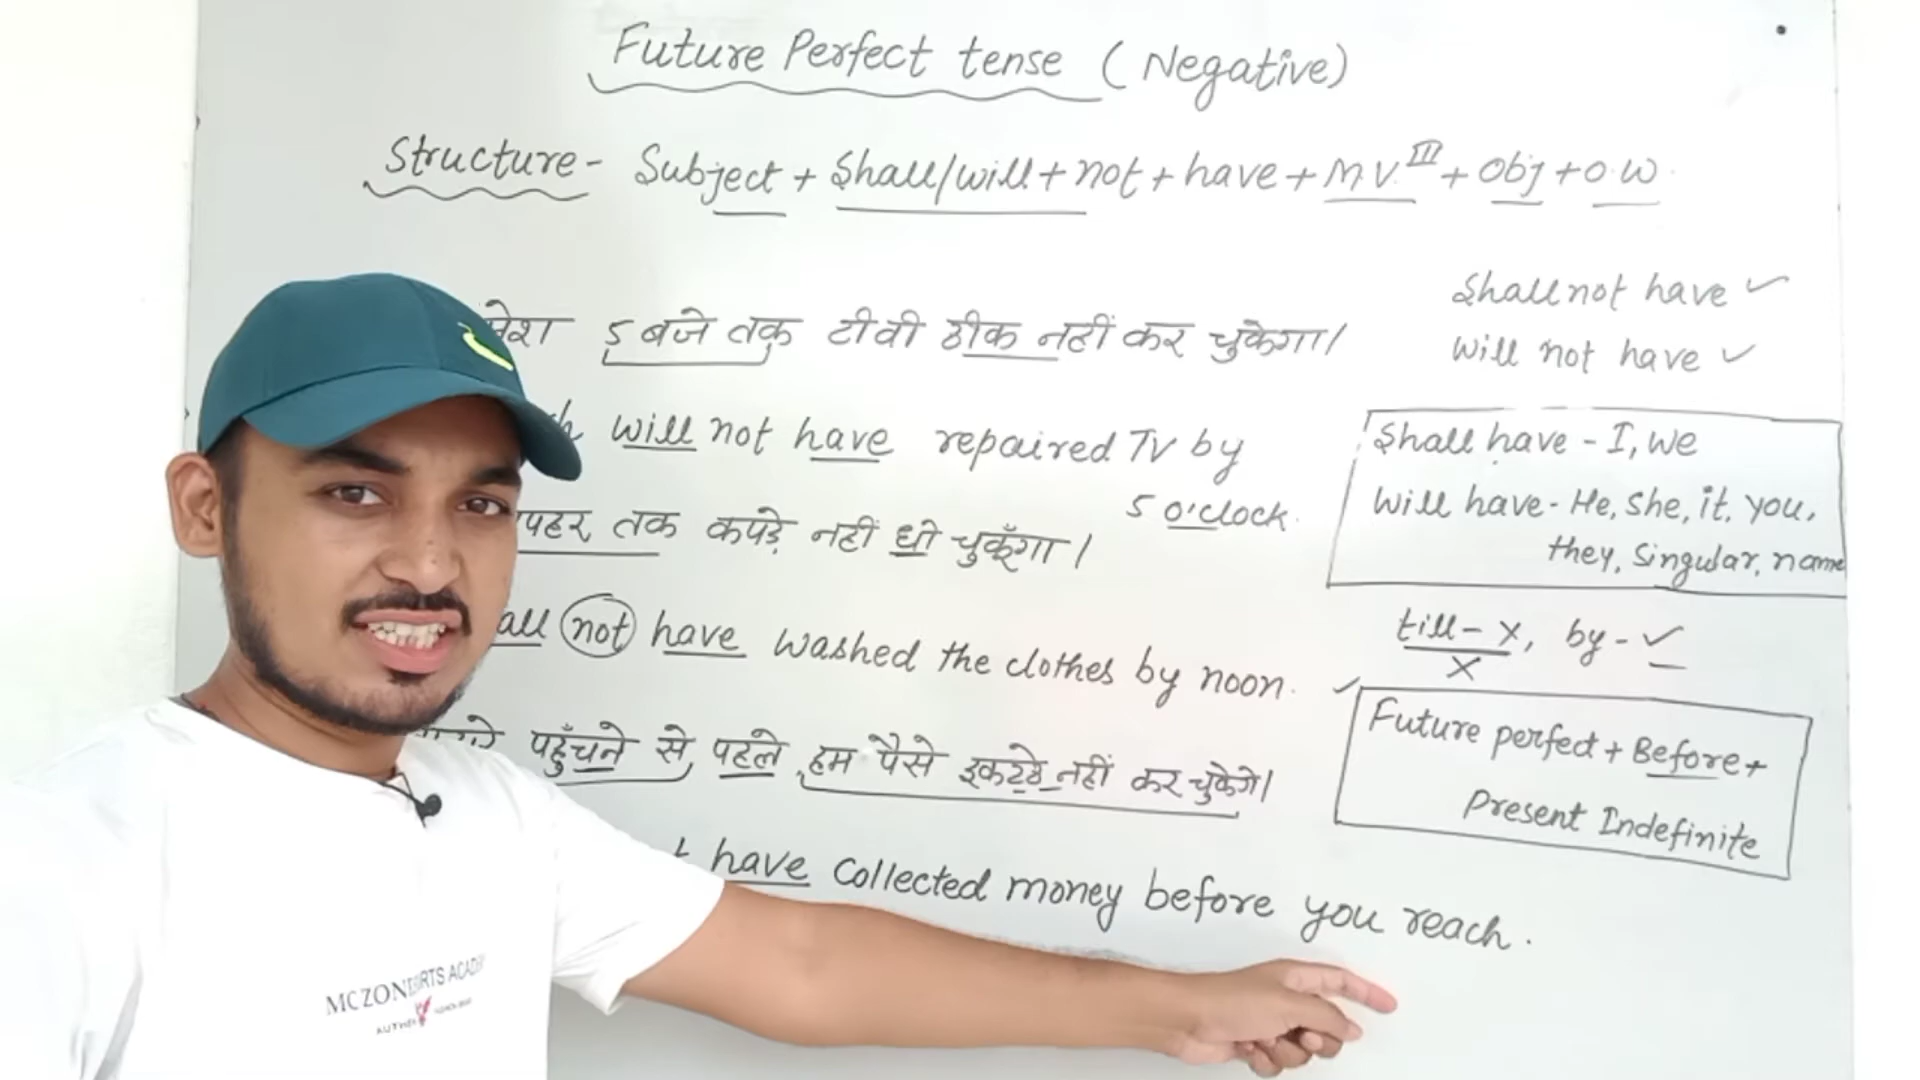 Future Perfect tense (Negative)
Structure - Subject + Shall/will + not + have + M.V.III + Obj + O.W.
5 बजे तक टीवी ठीक नहीं कर चुकेगा।
Shall not have ✓
will not have ✓
will not have repaired TV by
5 o'clock.
Shall have - I, We
Will have - He, She, it, you,
they, Singular, name
तक कपड़े नहीं धो चुकूँगा।
not have washed the clothes by noon.
till - x, by - ✓
x
✓
Future perfect + Before +
Present Indefinite
पहुँचने से पहले हम पैसे इकट्ठे नहीं कर चुकेगे।
have Collected money before you reach.
MCZONE